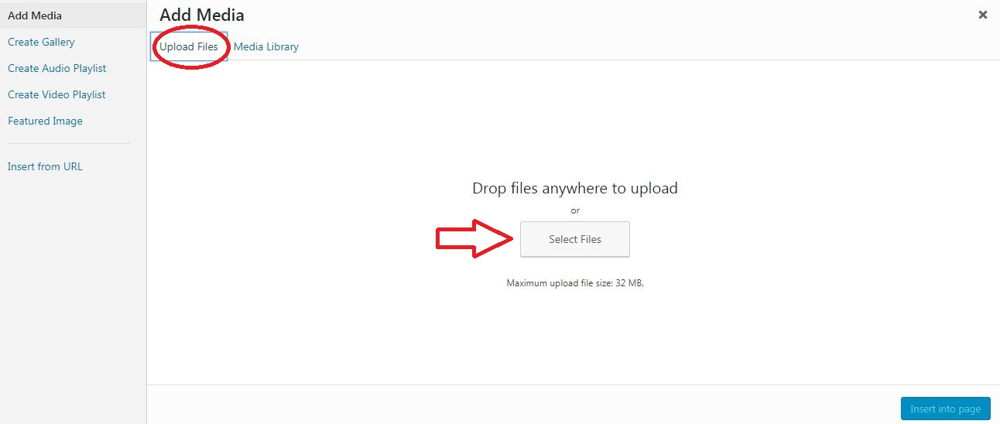 Add Media
Create Gallery
Create Audio Playlist
Create Video Playlist
Featured Image
Insert from URL
Add Media
Upload Files
Media Library
Drop files anywhere to upload
or
Select Files
Maximum upload file size: 32 MB.
Insert into page